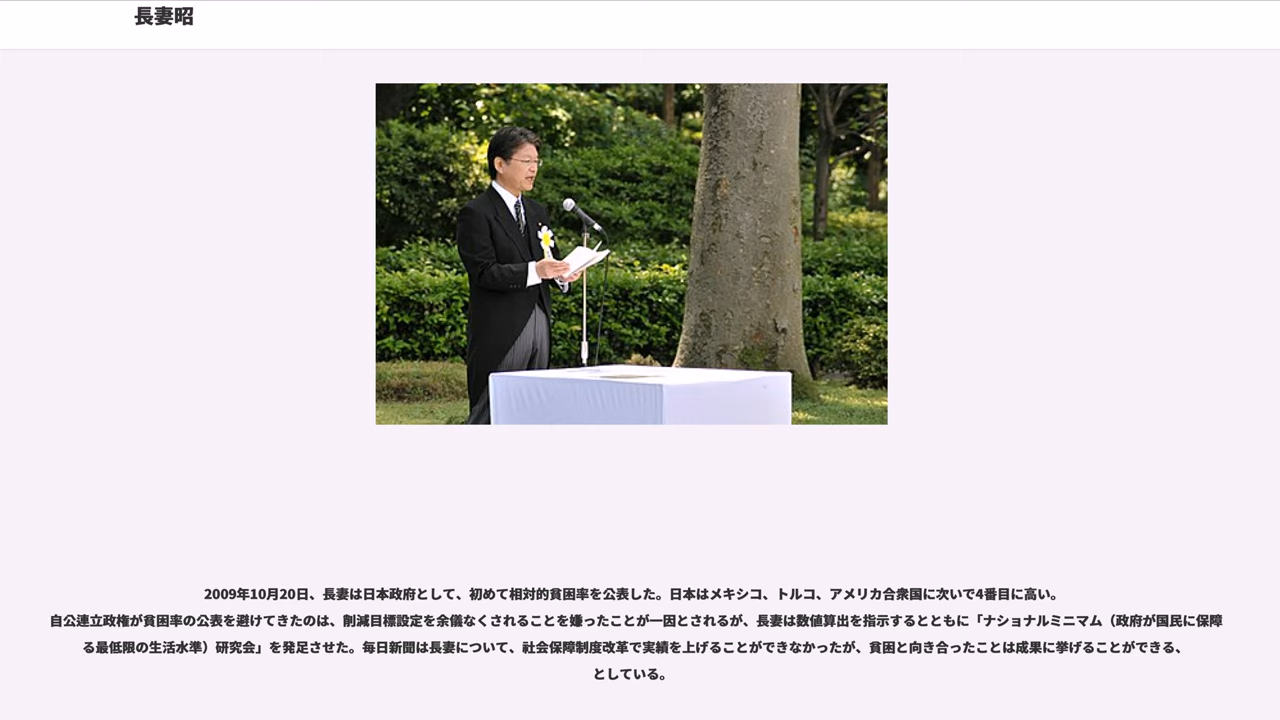 長妻昭
2009年10月20日、長妻は日本政府として、初めて相対的貧困率を公表した。日本はメキシコ、トルコ、アメリカ合衆国に次いで4番目に高い。
自公連立政権が貧困率の公表を避けてきたのは、削減目標設定を余儀なくされることを嫌ったことが一因とされるが、長妻は数値算出を指示するとともに「ナショナルミニマム（政府が国民に保障
る最低限の生活水準）研究会」を発足させた。毎日新聞は長妻について、社会保障制度改革で実績を上げることができなかったが、貧困と向き合ったことは成果に挙げることができる、
としている。